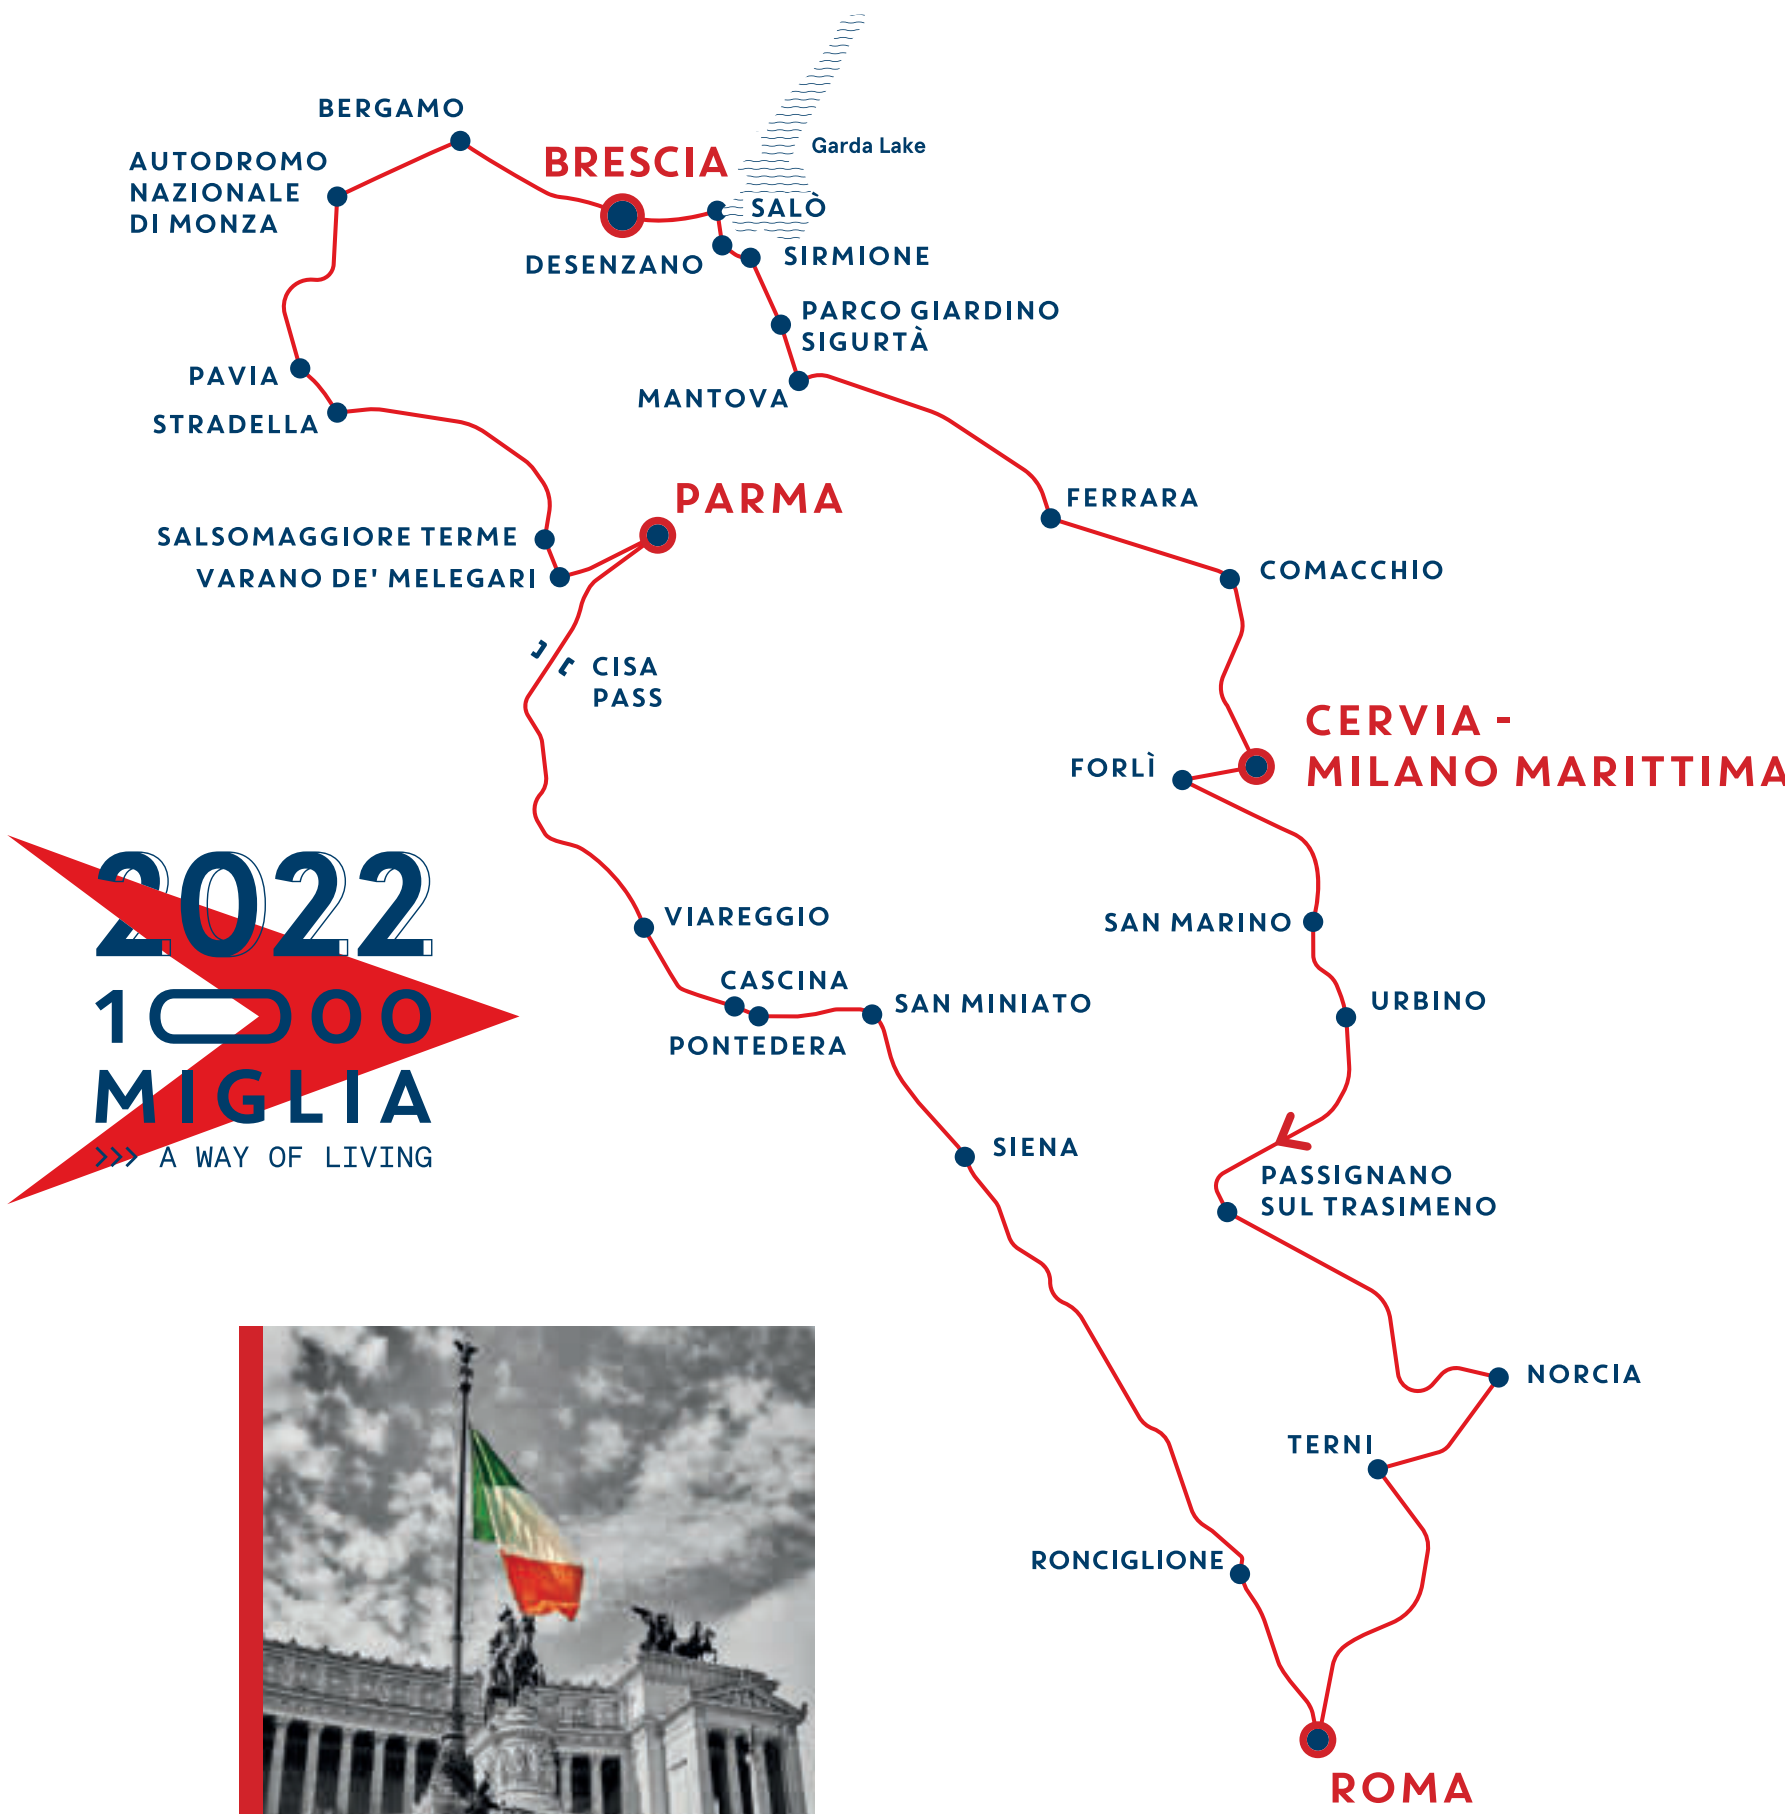 BERGAMO
AUTODROMO
NAZIONALE
DI MONZA
BRESCIA
Garda Lake
SALÒ
DESENZANO
SIRMIONE
PARCO GIARDINO
SIGURTÀ
PAVIA
MANTOVA
STRADELLA
PARMA
FERRARA
SALSOMAGGIORE TERME
VARANO DE' MELEGARI
COMACCHIO
CISA
PASS
CERVIA -
MILANO MARITTIMA
FORLÌ
VIAREGGIO
SAN MARINO
CASCINA
SAN MINIATO
URBINO
PONTEDERA
2022
1000
MIGLIA
>>> A WAY OF LIVING
SIENA
PASSIGNANO
SUL TRASIMENO
NORCIA
TERNI
RONCIGLIONE
ROMA